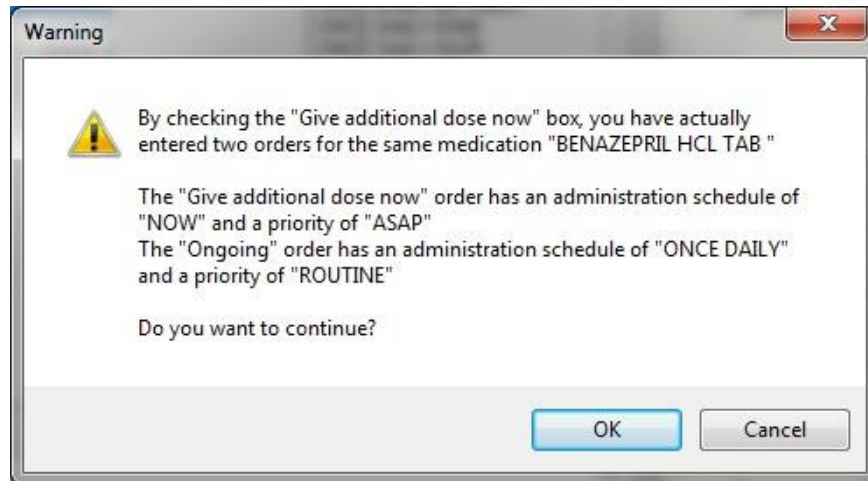 Warning
By checking the "Give additional dose now" box, you have actually
entered two orders for the same medication "BENAZEPRIL HCL TAB "
The "Give additional dose now" order has an administration schedule of
"NOW" and a priority of "ASAP"
The "Ongoing" order has an administration schedule of "ONCE DAILY"
and a priority of "ROUTINE"
Do you want to continue?
OK
Cancel